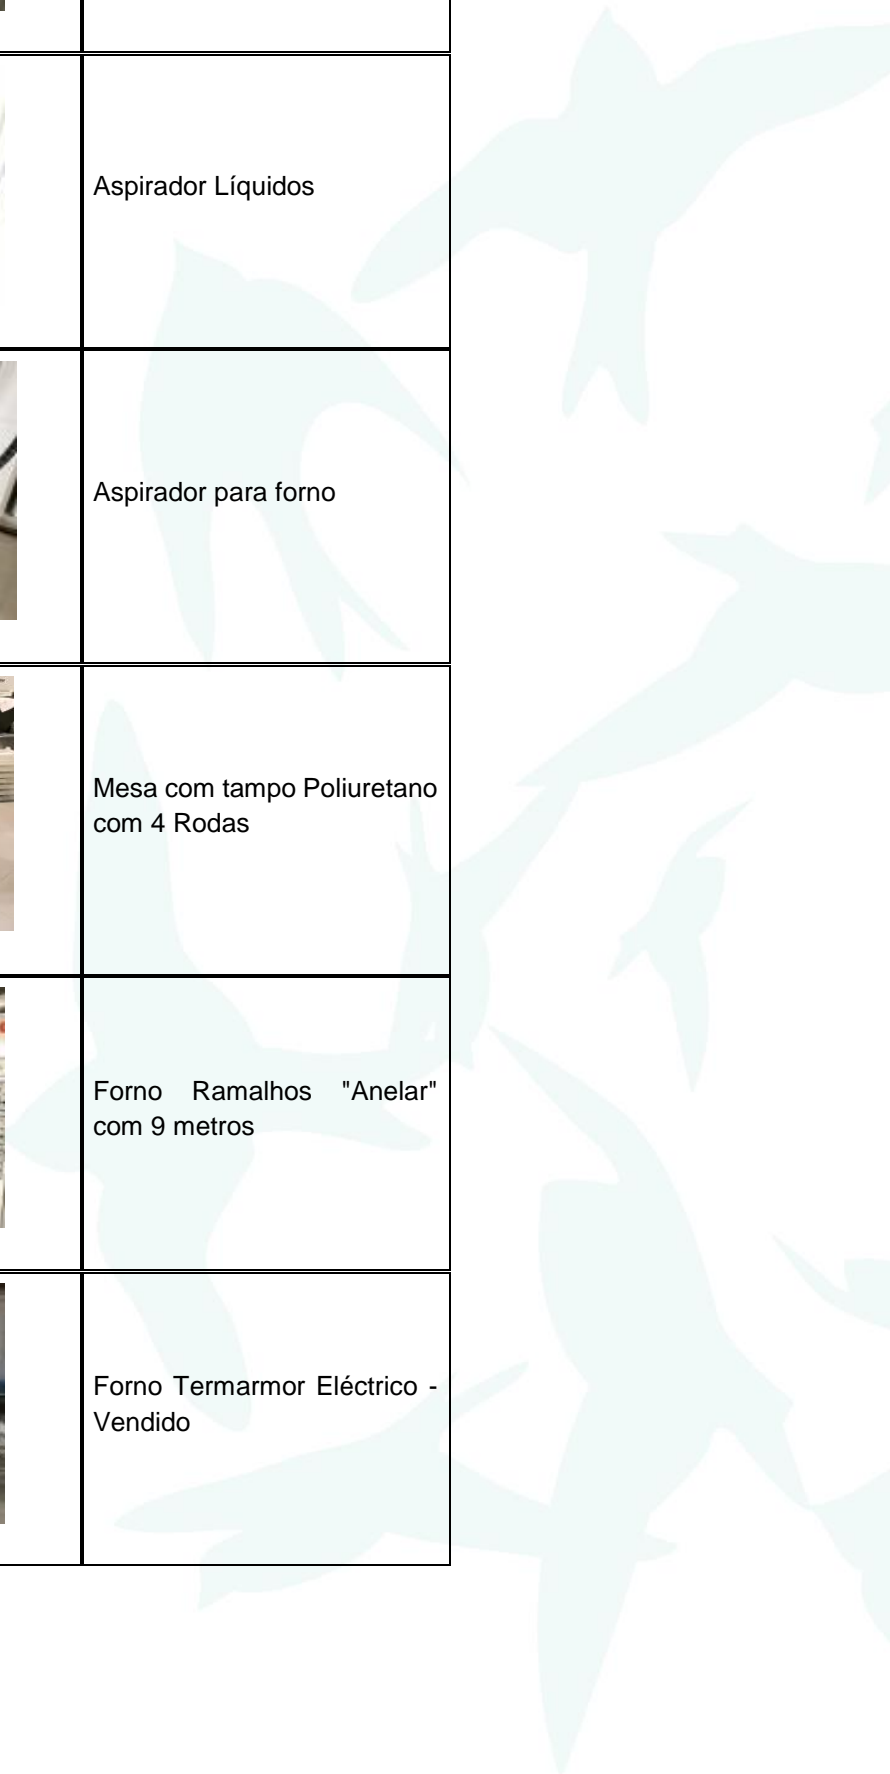 Aspirador Líquidos
Aspirador para forno
Mesa com tampo Poliuretano
com 4 Rodas
Forno Ramalhos "Anelar"
com 9 metros
Forno Termarmor Eléctrico -
Vendido